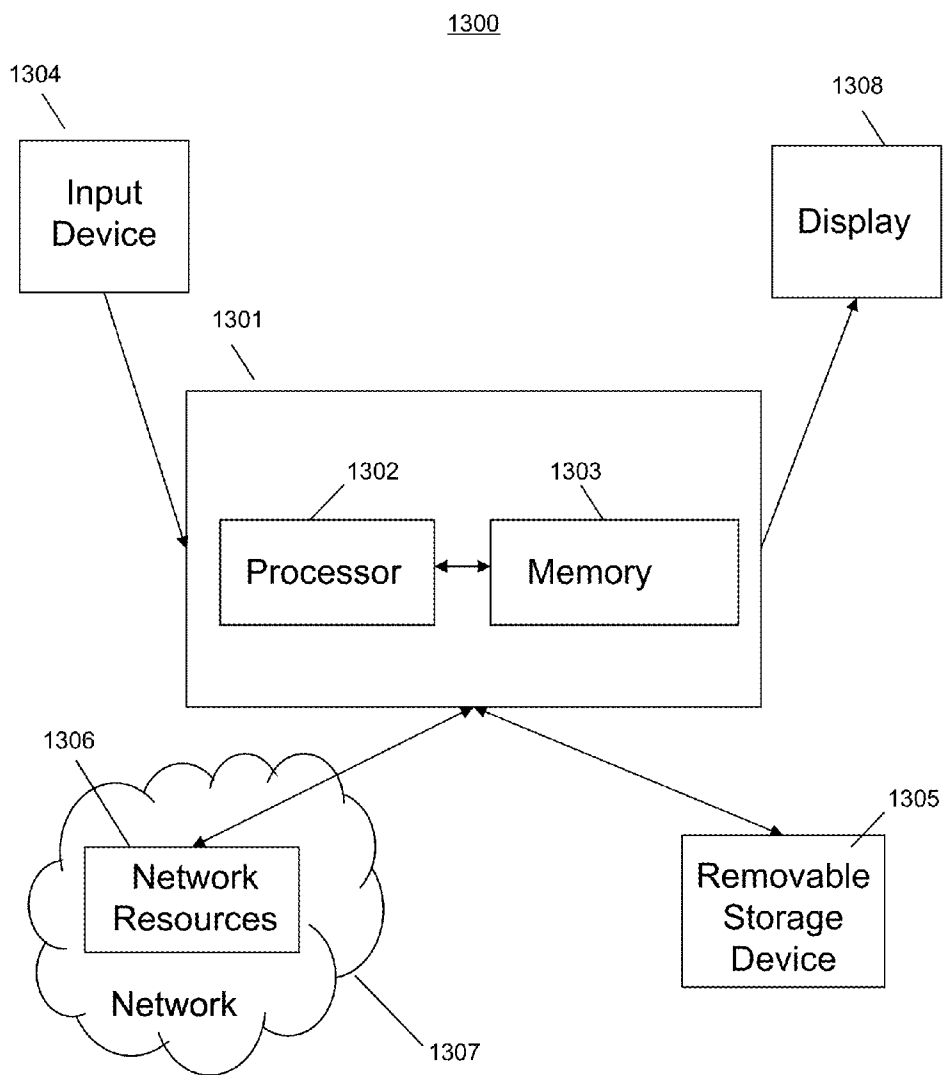 1300
1304
1308
Input
Device
Display
1301
1302
1303
Processor
Memory
1306
1305
Network
Resources
Removable
Storage
Device
Network
1307